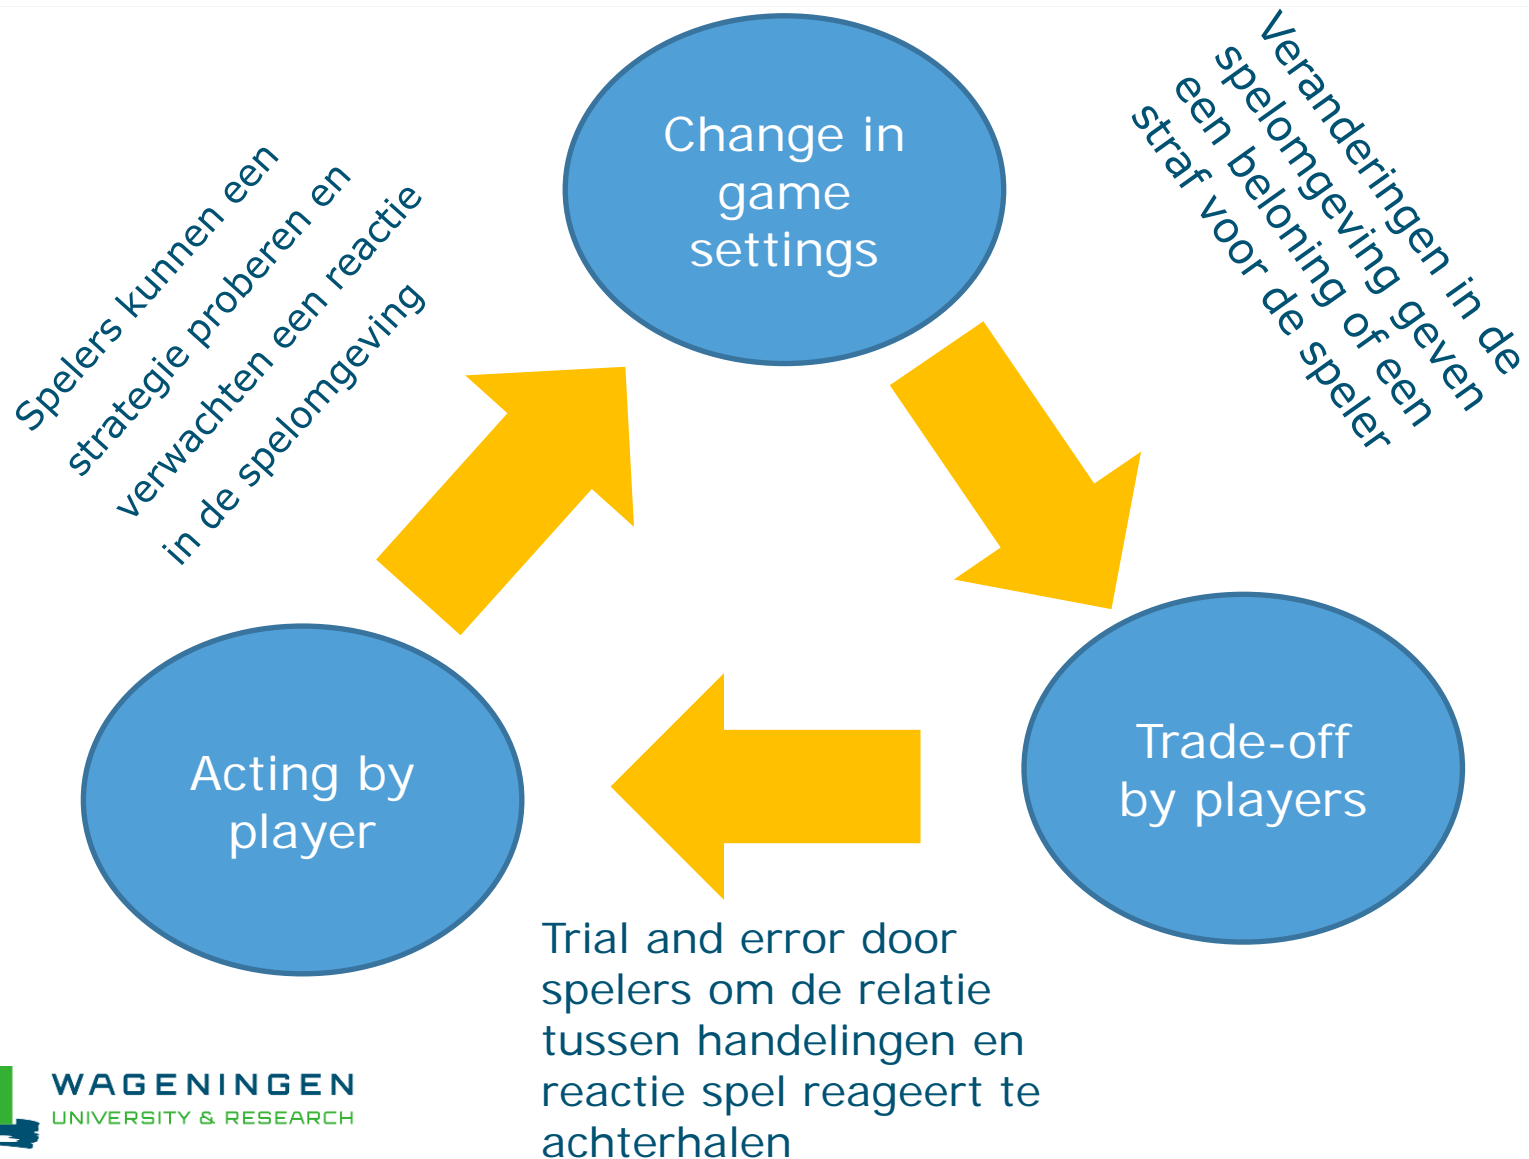 Change in
game
settings
Veranderingen in de
spelomgeving geven
een beloning of een
straf voor de speler
Spelers kunnen een
strategie proberen en
verwachten een reactie
in de spelomgeving
Trade-off
by players
Acting by
player
Trial and error door
spelers om de relatie
tussen handelingen en
reactie spel reageert te
achterhalen
WAGENINGEN
UNIVERSITY & RESEARCH